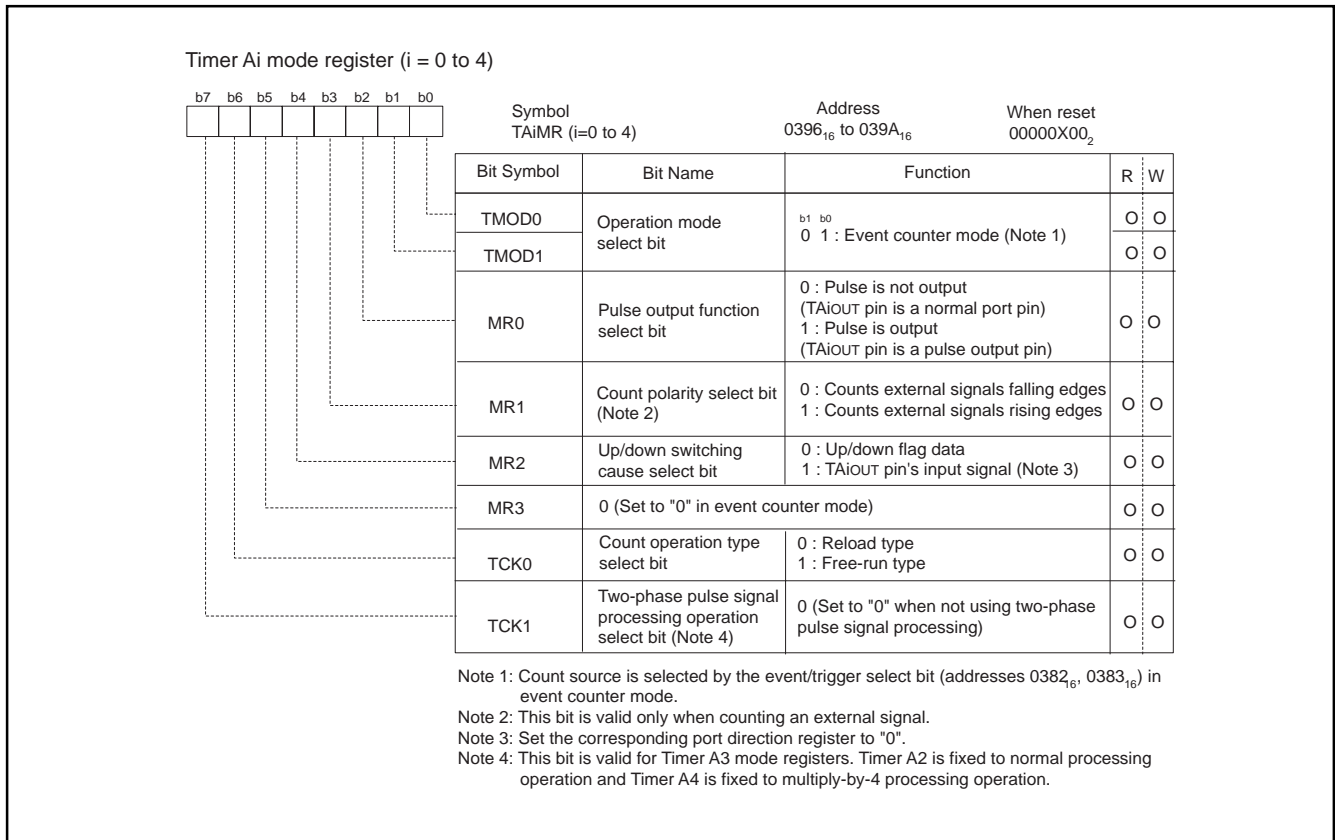 Timer Ai mode register (i = 0 to 4)
b7 b6 b5 b4 b3 b2 b1 b0
Symbol Address When reset
TAiMR (i=0 to 4) 0396₁₆ to 039A₁₆ 00000X00₂
Bit Symbol Bit Name Function R W
TMOD0 O O
Operation mode
select bit
b1 b0
0 1 : Event counter mode (Note 1)
TMOD1 O O
MR0
Pulse output function
select bit
0 : Pulse is not output
(TAiOUT pin is a normal port pin)
1 : Pulse is output
(TAiOUT pin is a pulse output pin)
O O
MR1
Count polarity select bit
(Note 2)
0 : Counts external signals falling edges
1 : Counts external signals rising edges
O O
MR2
Up/down switching
cause select bit
0 : Up/down flag data
1 : TAiOUT pin's input signal (Note 3)
O O
MR3 0 (Set to "0" in event counter mode) O O
TCK0
Count operation type
select bit
0 : Reload type
1 : Free-run type
O O
TCK1
Two-phase pulse signal
processing operation
select bit (Note 4)
0 (Set to "0" when not using two-phase
pulse signal processing)
O O
Note 1: Count source is selected by the event/trigger select bit (addresses 0382₁₆, 0383₁₆) in
event counter mode.
Note 2: This bit is valid only when counting an external signal.
Note 3: Set the corresponding port direction register to "0".
Note 4: This bit is valid for Timer A3 mode registers. Timer A2 is fixed to normal processing
operation and Timer A4 is fixed to multiply-by-4 processing operation.